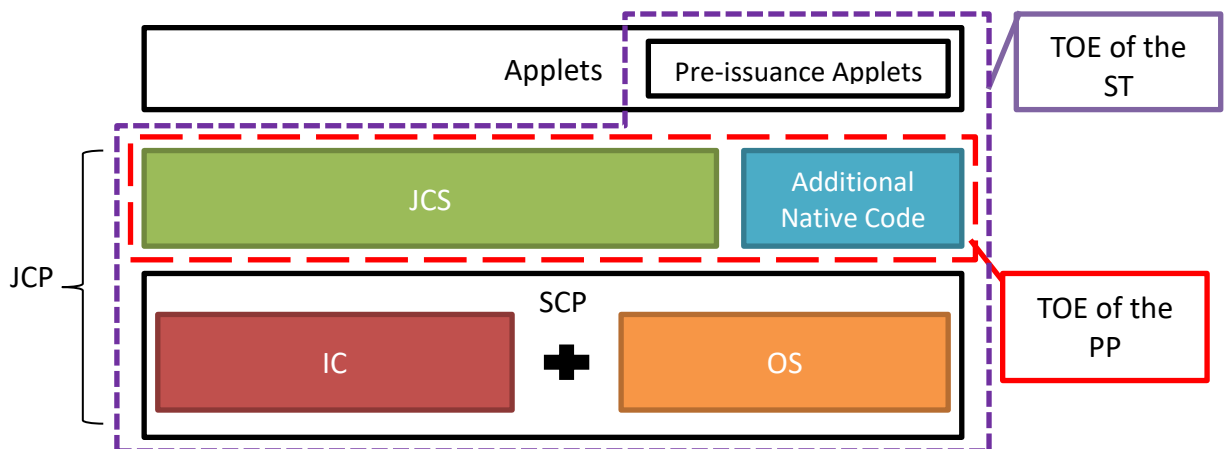 Applets
Pre-issuance Applets
TOE of the
ST
JCS
Additional
Native Code
JCP
SCP
IC
OS
TOE of the
PP